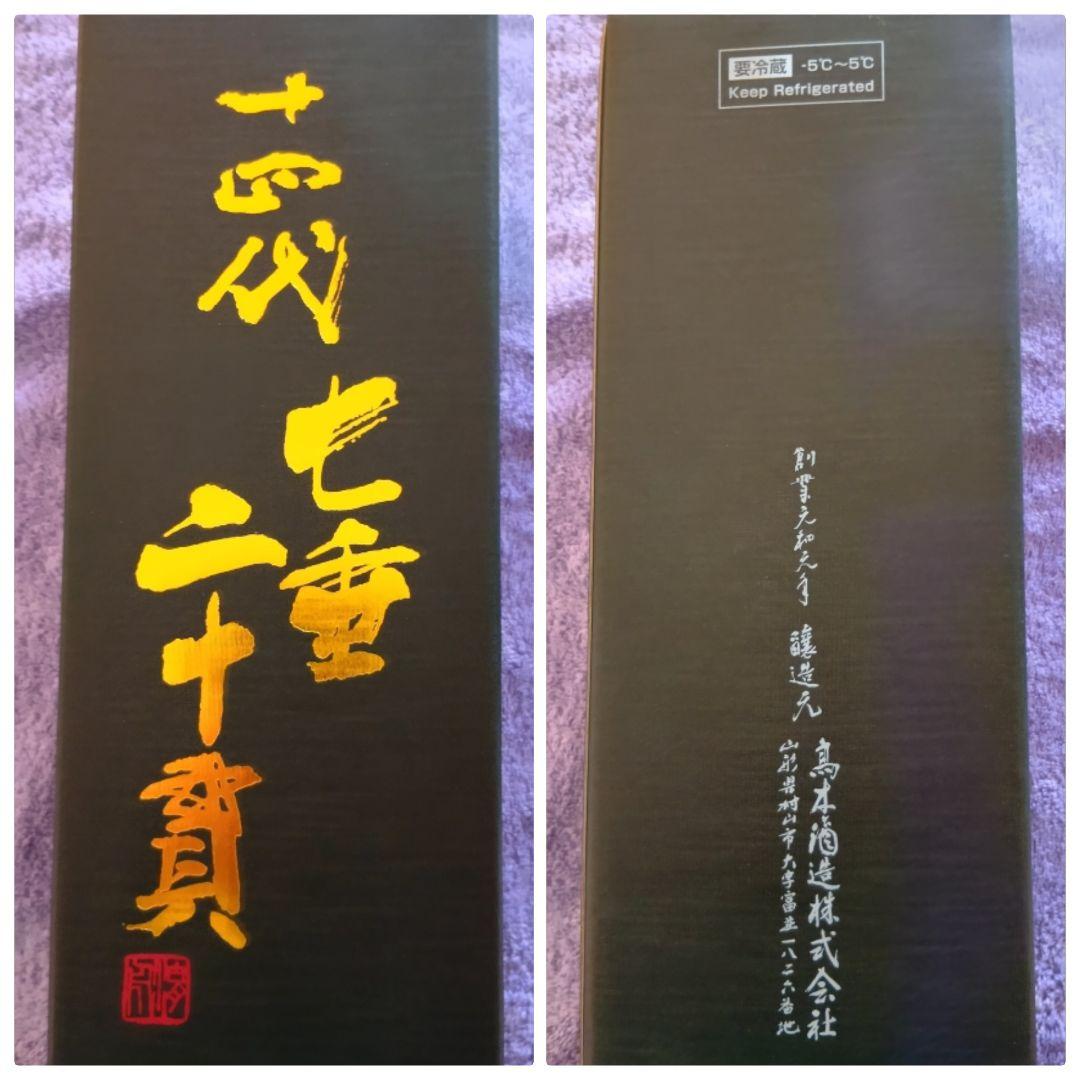 十四代
七垂
二十貫
要冷蔵 -5℃〜5℃
Keep Refrigerated
創業元和元年 醸造元
高木酒造株式会社
山形県村山市大字富並一八二六番地